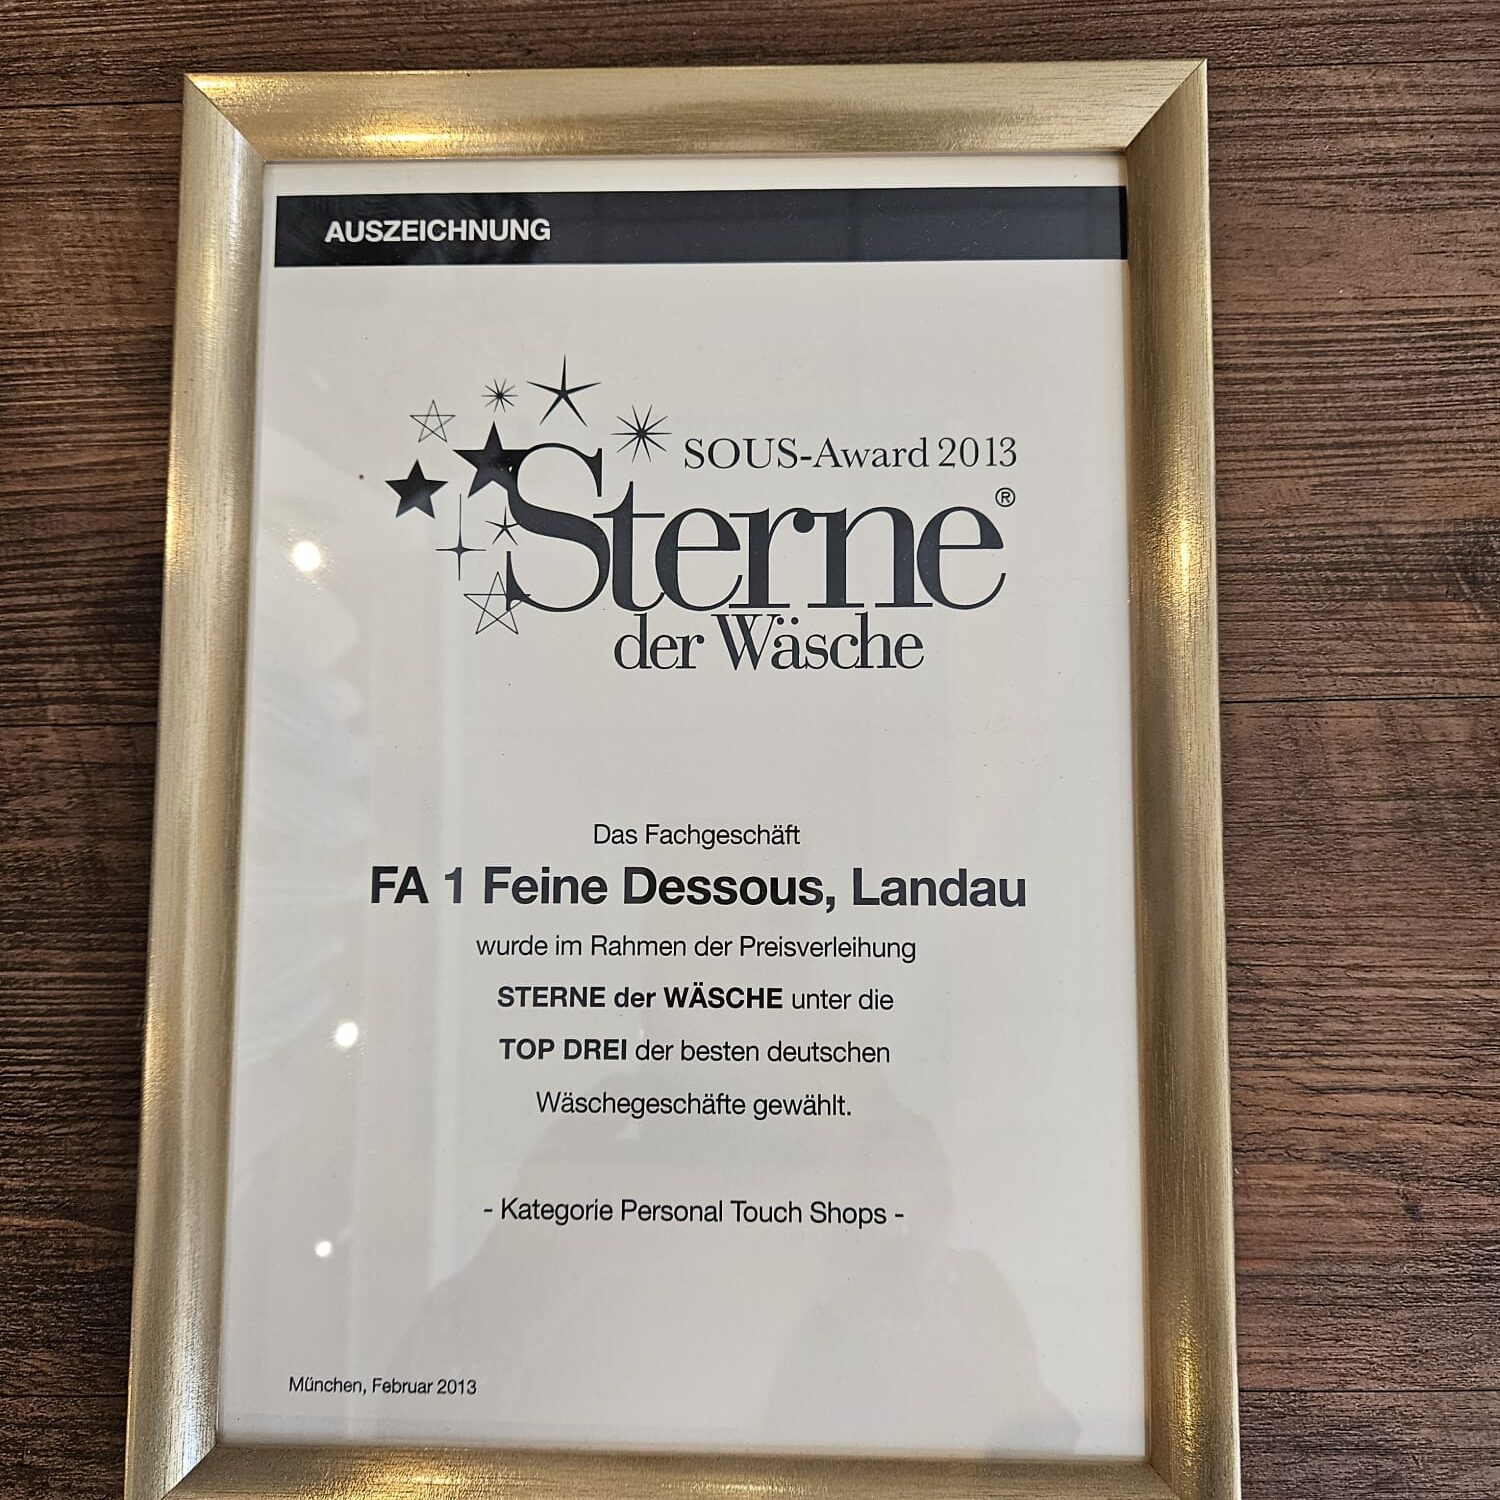 AUSZEICHNUNG
SOUS-Award 2013
Sterne®
der Wäsche
Das Fachgeschäft
FA 1 Feine Dessous, Landau
wurde im Rahmen der Preisverleihung
STERNE der WÄSCHE unter die
TOP DREI der besten deutschen
Wäschegeschäfte gewählt.
- Kategorie Personal Touch Shops -
München, Februar 2013